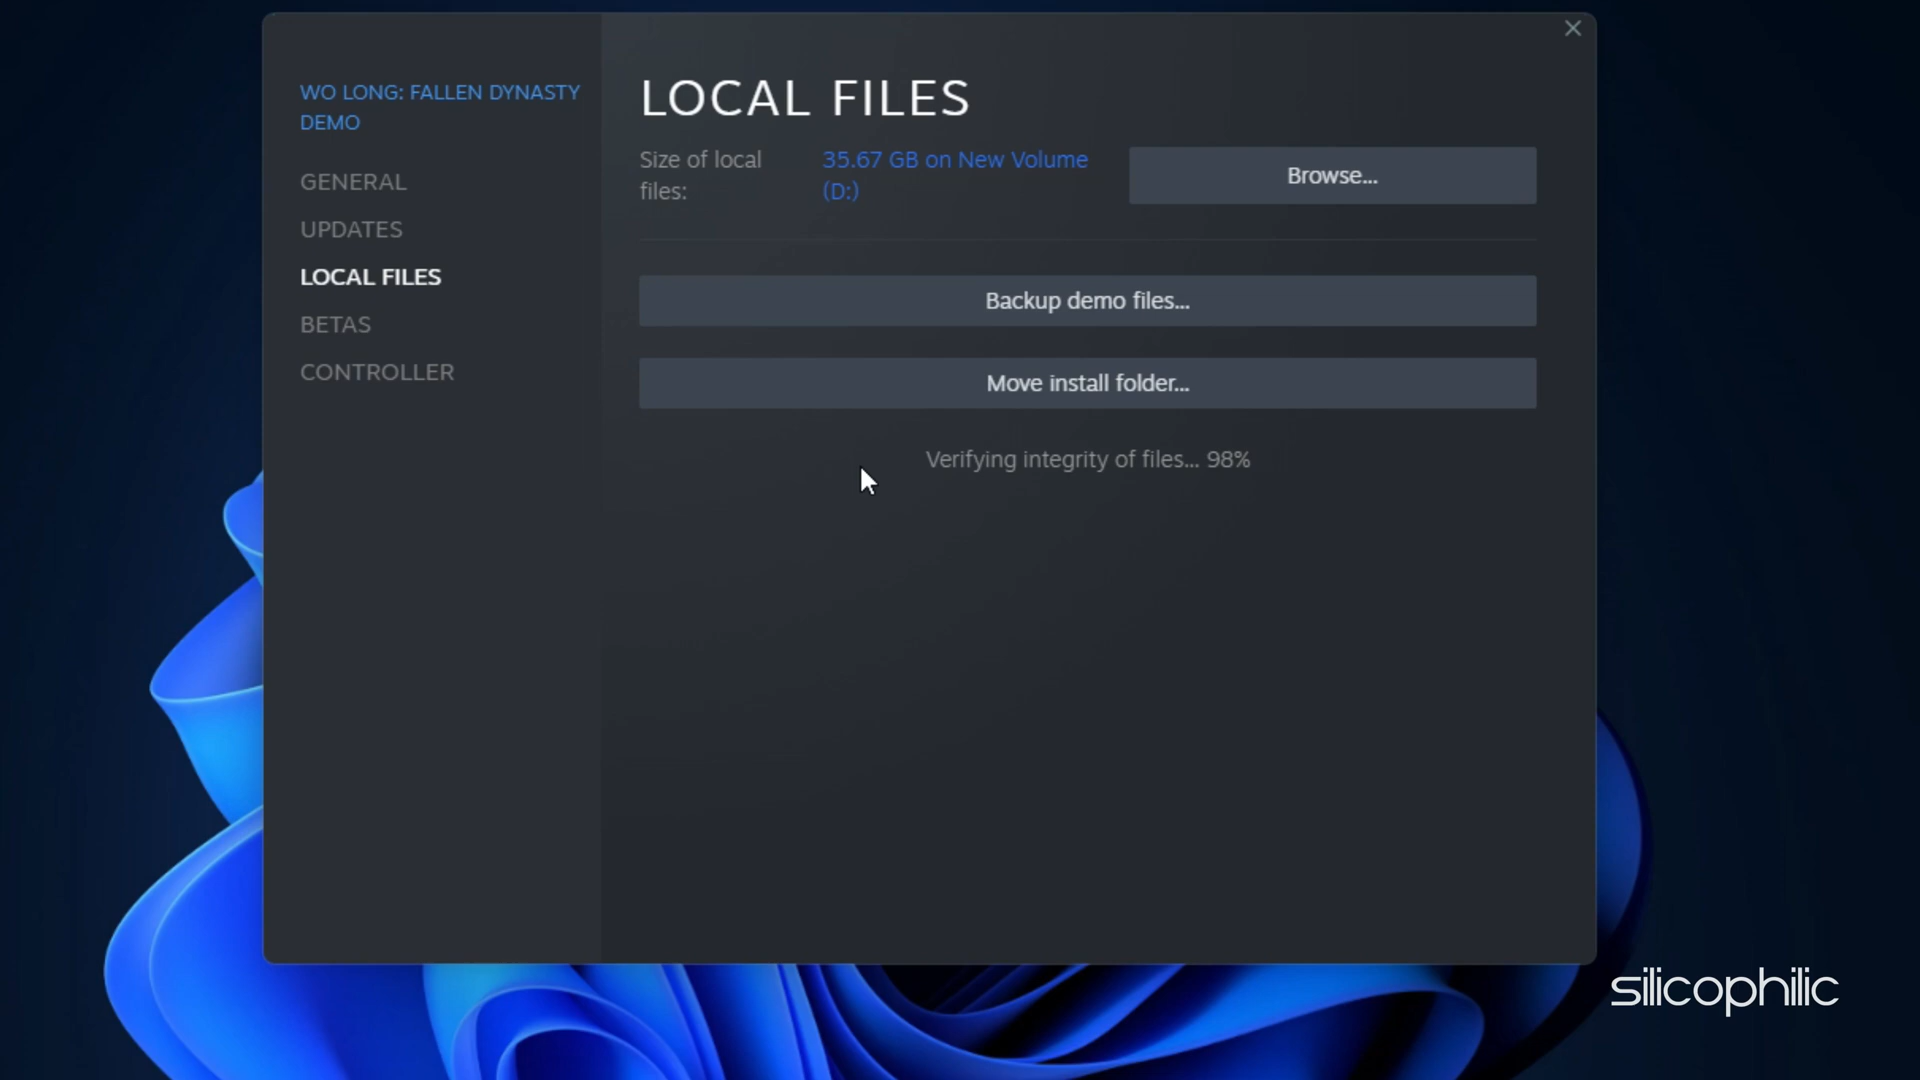 WO LONG: FALLEN DYNASTY
DEMO
GENERAL
UPDATES
LOCAL FILES
BETAS
CONTROLLER
LOCAL FILES
Size of local
files:
35.67 GB on New Volume
(D:)
Browse...
Backup demo files...
Move install folder...
Verifying integrity of files... 98%
silicophilic